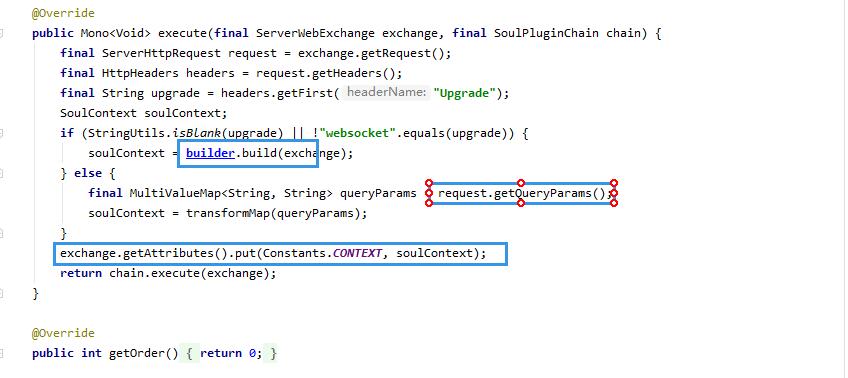 @Override
public Mono<Void> execute(final ServerWebExchange exchange, final SoulPluginChain chain) {
final ServerHttpRequest request = exchange.getRequest();
final HttpHeaders headers = request.getHeaders();
final String upgrade = headers.getFirst( headerName: "Upgrade");
SoulContext soulContext;
if (StringUtils.isBlank(upgrade) || !"websocket".equals(upgrade)) {
soulContext = builder.build(exchange);
} else {
final MultiValueMap<String, String> queryParams request.getQueryParams();
soulContext = transformMap(queryParams);
}
exchange.getAttributes().put(Constants.CONTEXT, soulContext);
return chain.execute(exchange);
}
@Override
public int getOrder() { return 0; }